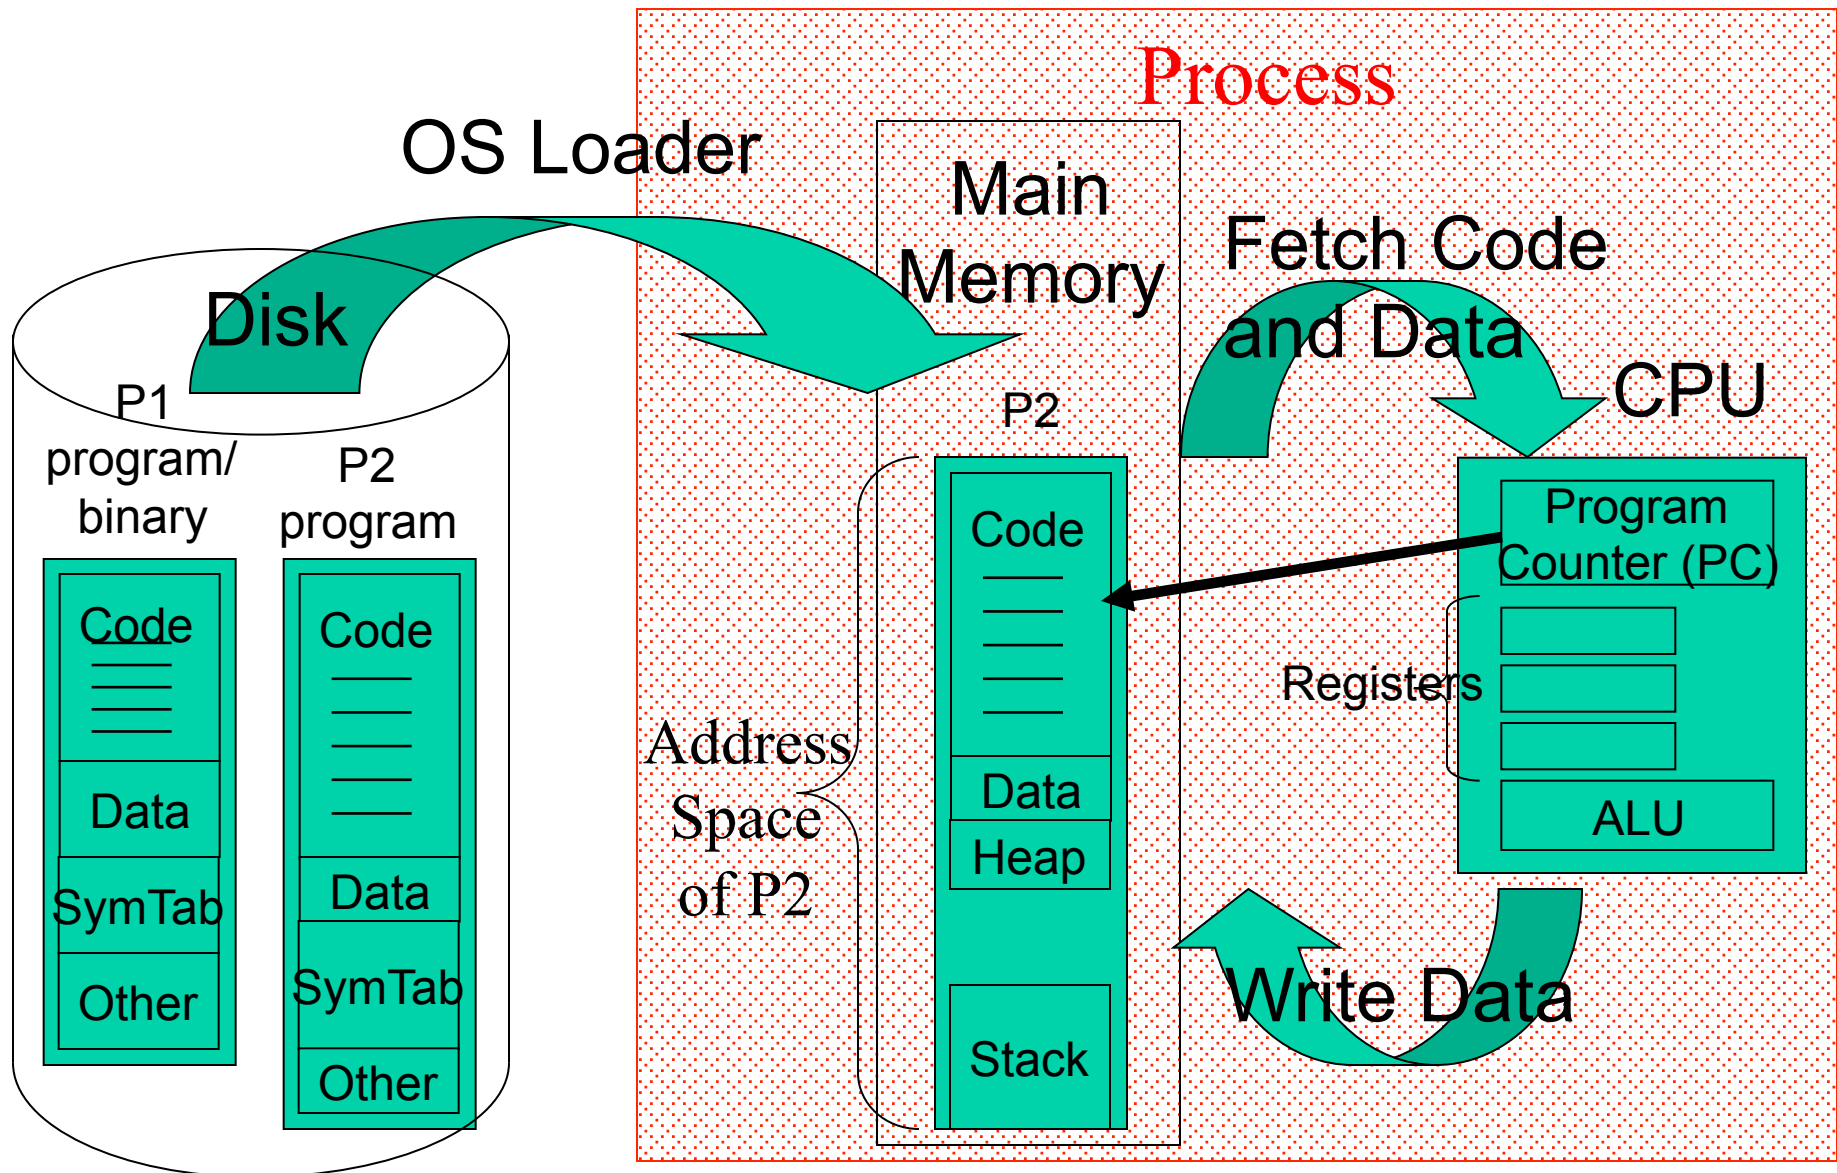 Process
OS Loader
Main
Memory
Fetch Code
and Data
Disk
CPU
P1
program/
binary
P2
program
P2
Code
Data
SymTab
Other
Code
Data
SymTab
Other
Address
Space
of P2
Code
Data
Heap
Stack
Program
Counter (PC)
Registers
ALU
Write Data